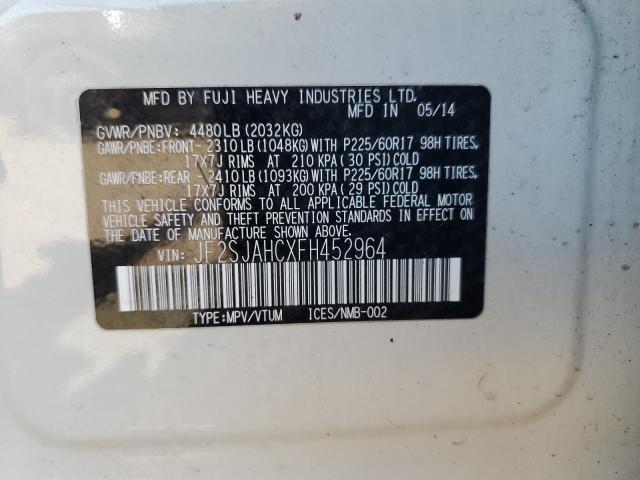 MFD BY FUJI HEAVY INDUSTRIES LTD.
MFD IN 05/14
GVWR/PNBV: 4480LB(2032KG)
GAWR/PNBE:FRONT- 2310LB(1048KG)WITH P225/60R17 98H TIRES,
17X7J RIMS AT 210 KPA(30 PSI)COLD
GAWR/PNBE:REAR - 2410LB(1093KG)WITH P225/60R17 98H TIRES,
17X7J RIMS AT 200 KPA(29 PSI)COLD
THIS VEHICLE CONFORMS TO ALL APPLICABLE FEDERAL MOTOR
VEHICLE SAFETY AND THEFT PREVENTION STANDARDS IN EFFECT ON
THE DATE OF MANUFACTURE SHOWN ABOVE.
VIN: JF2SJAHCXFH452964
TYPE:MPV/VTUM ICES/NMB-002